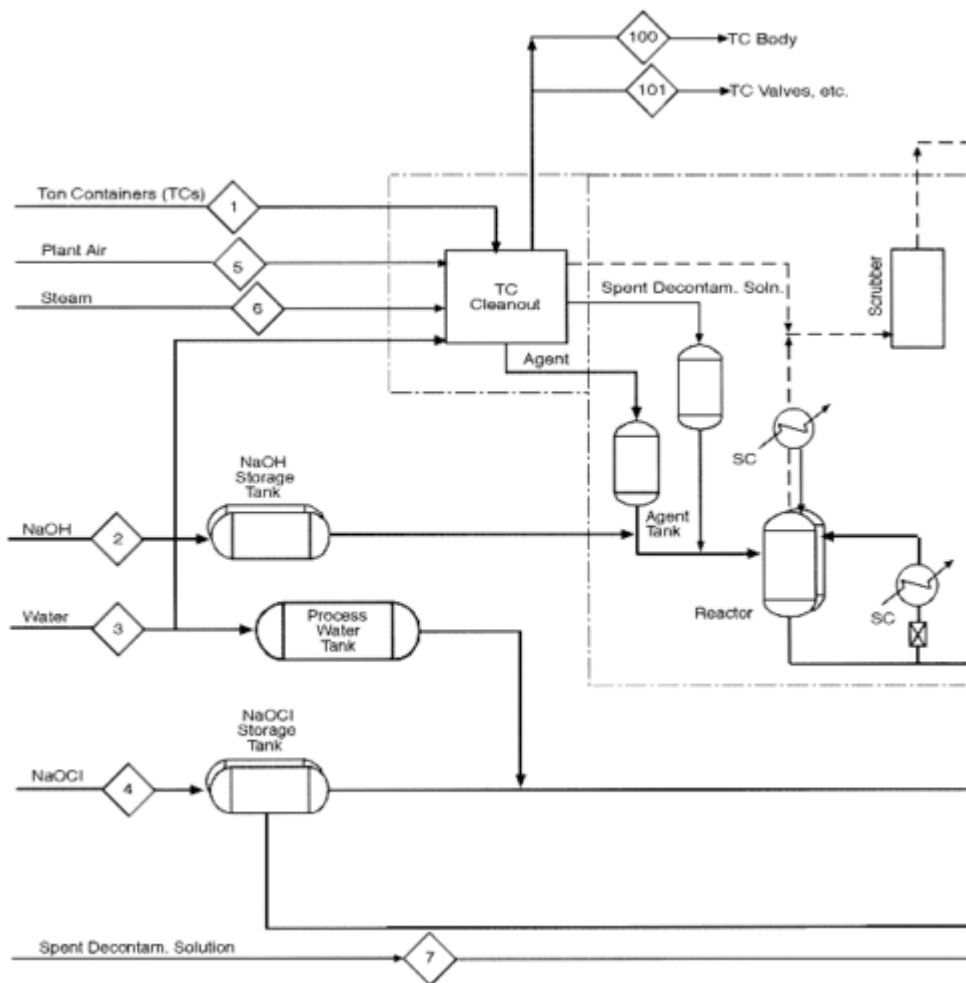 100
TC Body
101
TC Valves, etc.
Ton Containers (TCs)
1
Plant Air
5
Steam
6
TC
Cleanout
Spent Decontam. Soln.
Scrubber
Agent
SC
NaOH
Storage
Tank
NaOH
2
Agent
Tank
Water
3
Process
Water
Tank
Reactor
SC
NaOCl
Storage
Tank
NaOCl
4
Spent Decontam. Solution
7